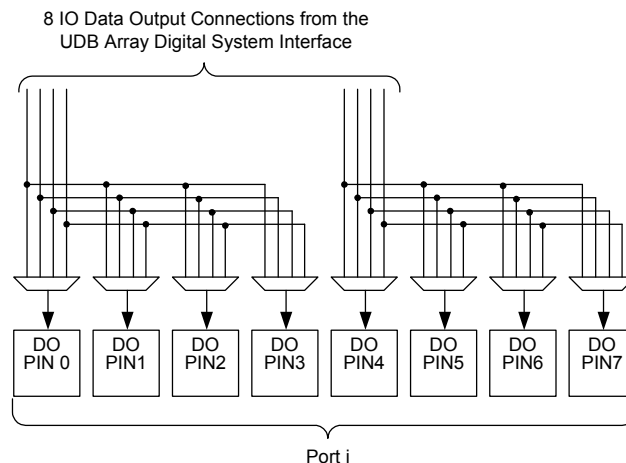 8 IO Data Output Connections from the
UDB Array Digital System Interface
DO
PIN 0
DO
PIN1
DO
PIN2
DO
PIN3
DO
PIN4
DO
PIN5
DO
PIN6
DO
PIN7
Port i